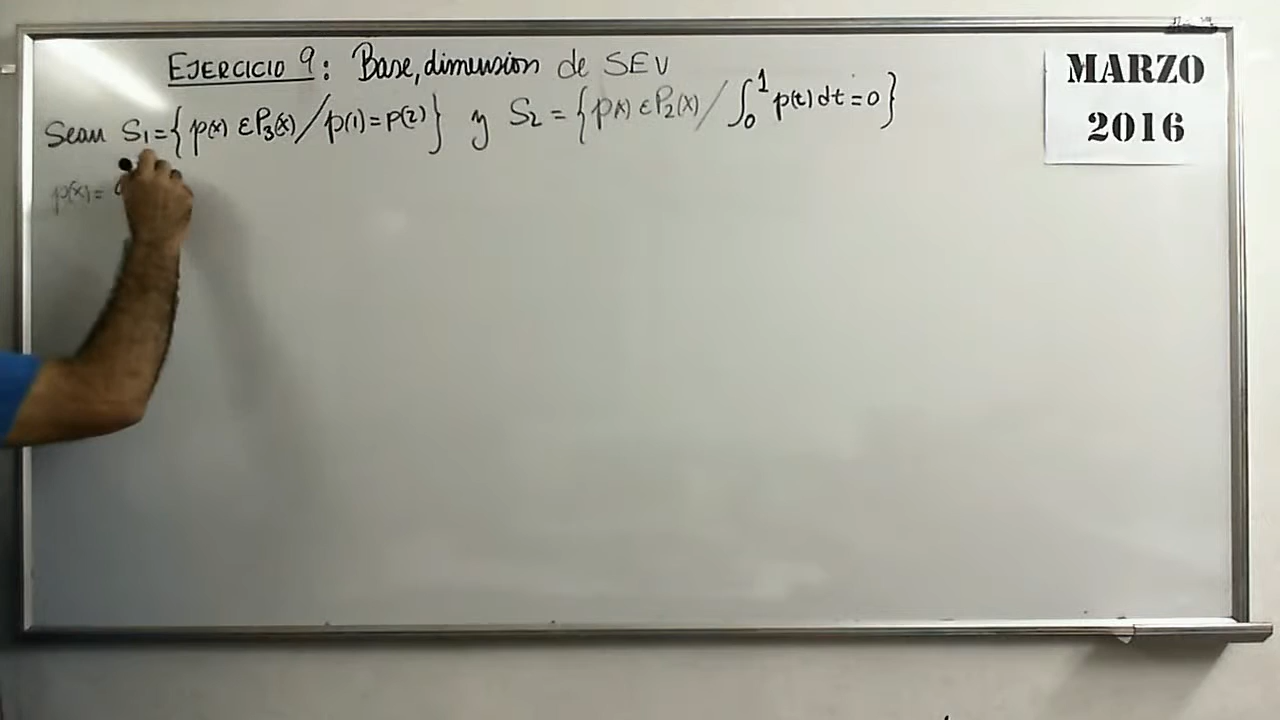 EJERCICIO 9: Base, dimension de SEV
Sean S₁={p(x) ∈ P₃(x) / p(1)=p(2)} y S₂={p(x) ∈ P₂(x) / ∫₀¹ p(t)dt=0}
p(x)=
MARZO
2016